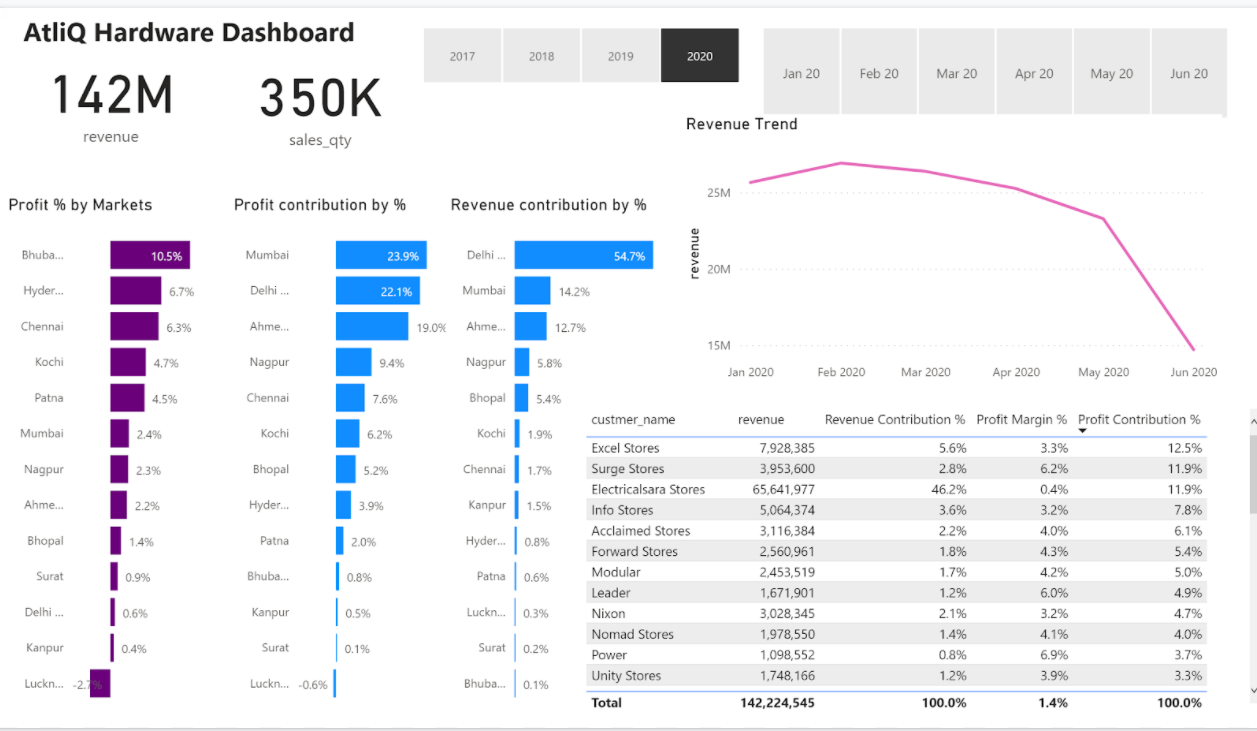 AtliQ Hardware Dashboard
2017 2018 2019 2020
Jan 20 Feb 20 Mar 20 Apr 20 May 20 Jun 20
142M
revenue
350K
sales_qty
Profit % by Markets
Bhuba... 10.5%
Hyder... 6.7%
Chennai 6.3%
Kochi 4.7%
Patna 4.5%
Mumbai 2.4%
Nagpur 2.3%
Ahme... 2.2%
Bhopal 1.4%
Surat 0.9%
Delhi ... 0.6%
Kanpur 0.4%
Luckn... -2.7%
Profit contribution by %
Mumbai 23.9%
Delhi ... 22.1%
Ahme... 19.0%
Nagpur 9.4%
Chennai 7.6%
Kochi 6.2%
Bhopal 5.2%
Hyder... 3.9%
Patna 2.0%
Bhuba... 0.8%
Kanpur 0.5%
Surat 0.1%
Luckn... -0.6%
Revenue contribution by %
Delhi ... 54.7%
Mumbai 14.2%
Ahme... 12.7%
Nagpur 5.8%
Bhopal 5.4%
Kochi 1.9%
Chennai 1.7%
Kanpur 1.5%
Hyder... 0.8%
Patna 0.6%
Luckn... 0.3%
Surat 0.2%
Bhuba... 0.1%
Revenue Trend
revenue
25M
20M
15M
Jan 2020 Feb 2020 Mar 2020 Apr 2020 May 2020 Jun 2020
custmer_name revenue Revenue Contribution % Profit Margin % Profit Contribution %
Excel Stores 7,928,385 5.6% 3.3% 12.5%
Surge Stores 3,953,600 2.8% 6.2% 11.9%
Electricalsara Stores 65,641,977 46.2% 0.4% 11.9%
Info Stores 5,064,374 3.6% 3.2% 7.8%
Acclaimed Stores 3,116,384 2.2% 4.0% 6.1%
Forward Stores 2,560,961 1.8% 4.3% 5.4%
Modular 2,453,519 1.7% 4.2% 5.0%
Leader 1,671,901 1.2% 6.0% 4.9%
Nixon 3,028,345 2.1% 3.2% 4.7%
Nomad Stores 1,978,550 1.4% 4.1% 4.0%
Power 1,098,552 0.8% 6.9% 3.7%
Unity Stores 1,748,166 1.2% 3.9% 3.3%
Total 142,224,545 100.0% 1.4% 100.0%